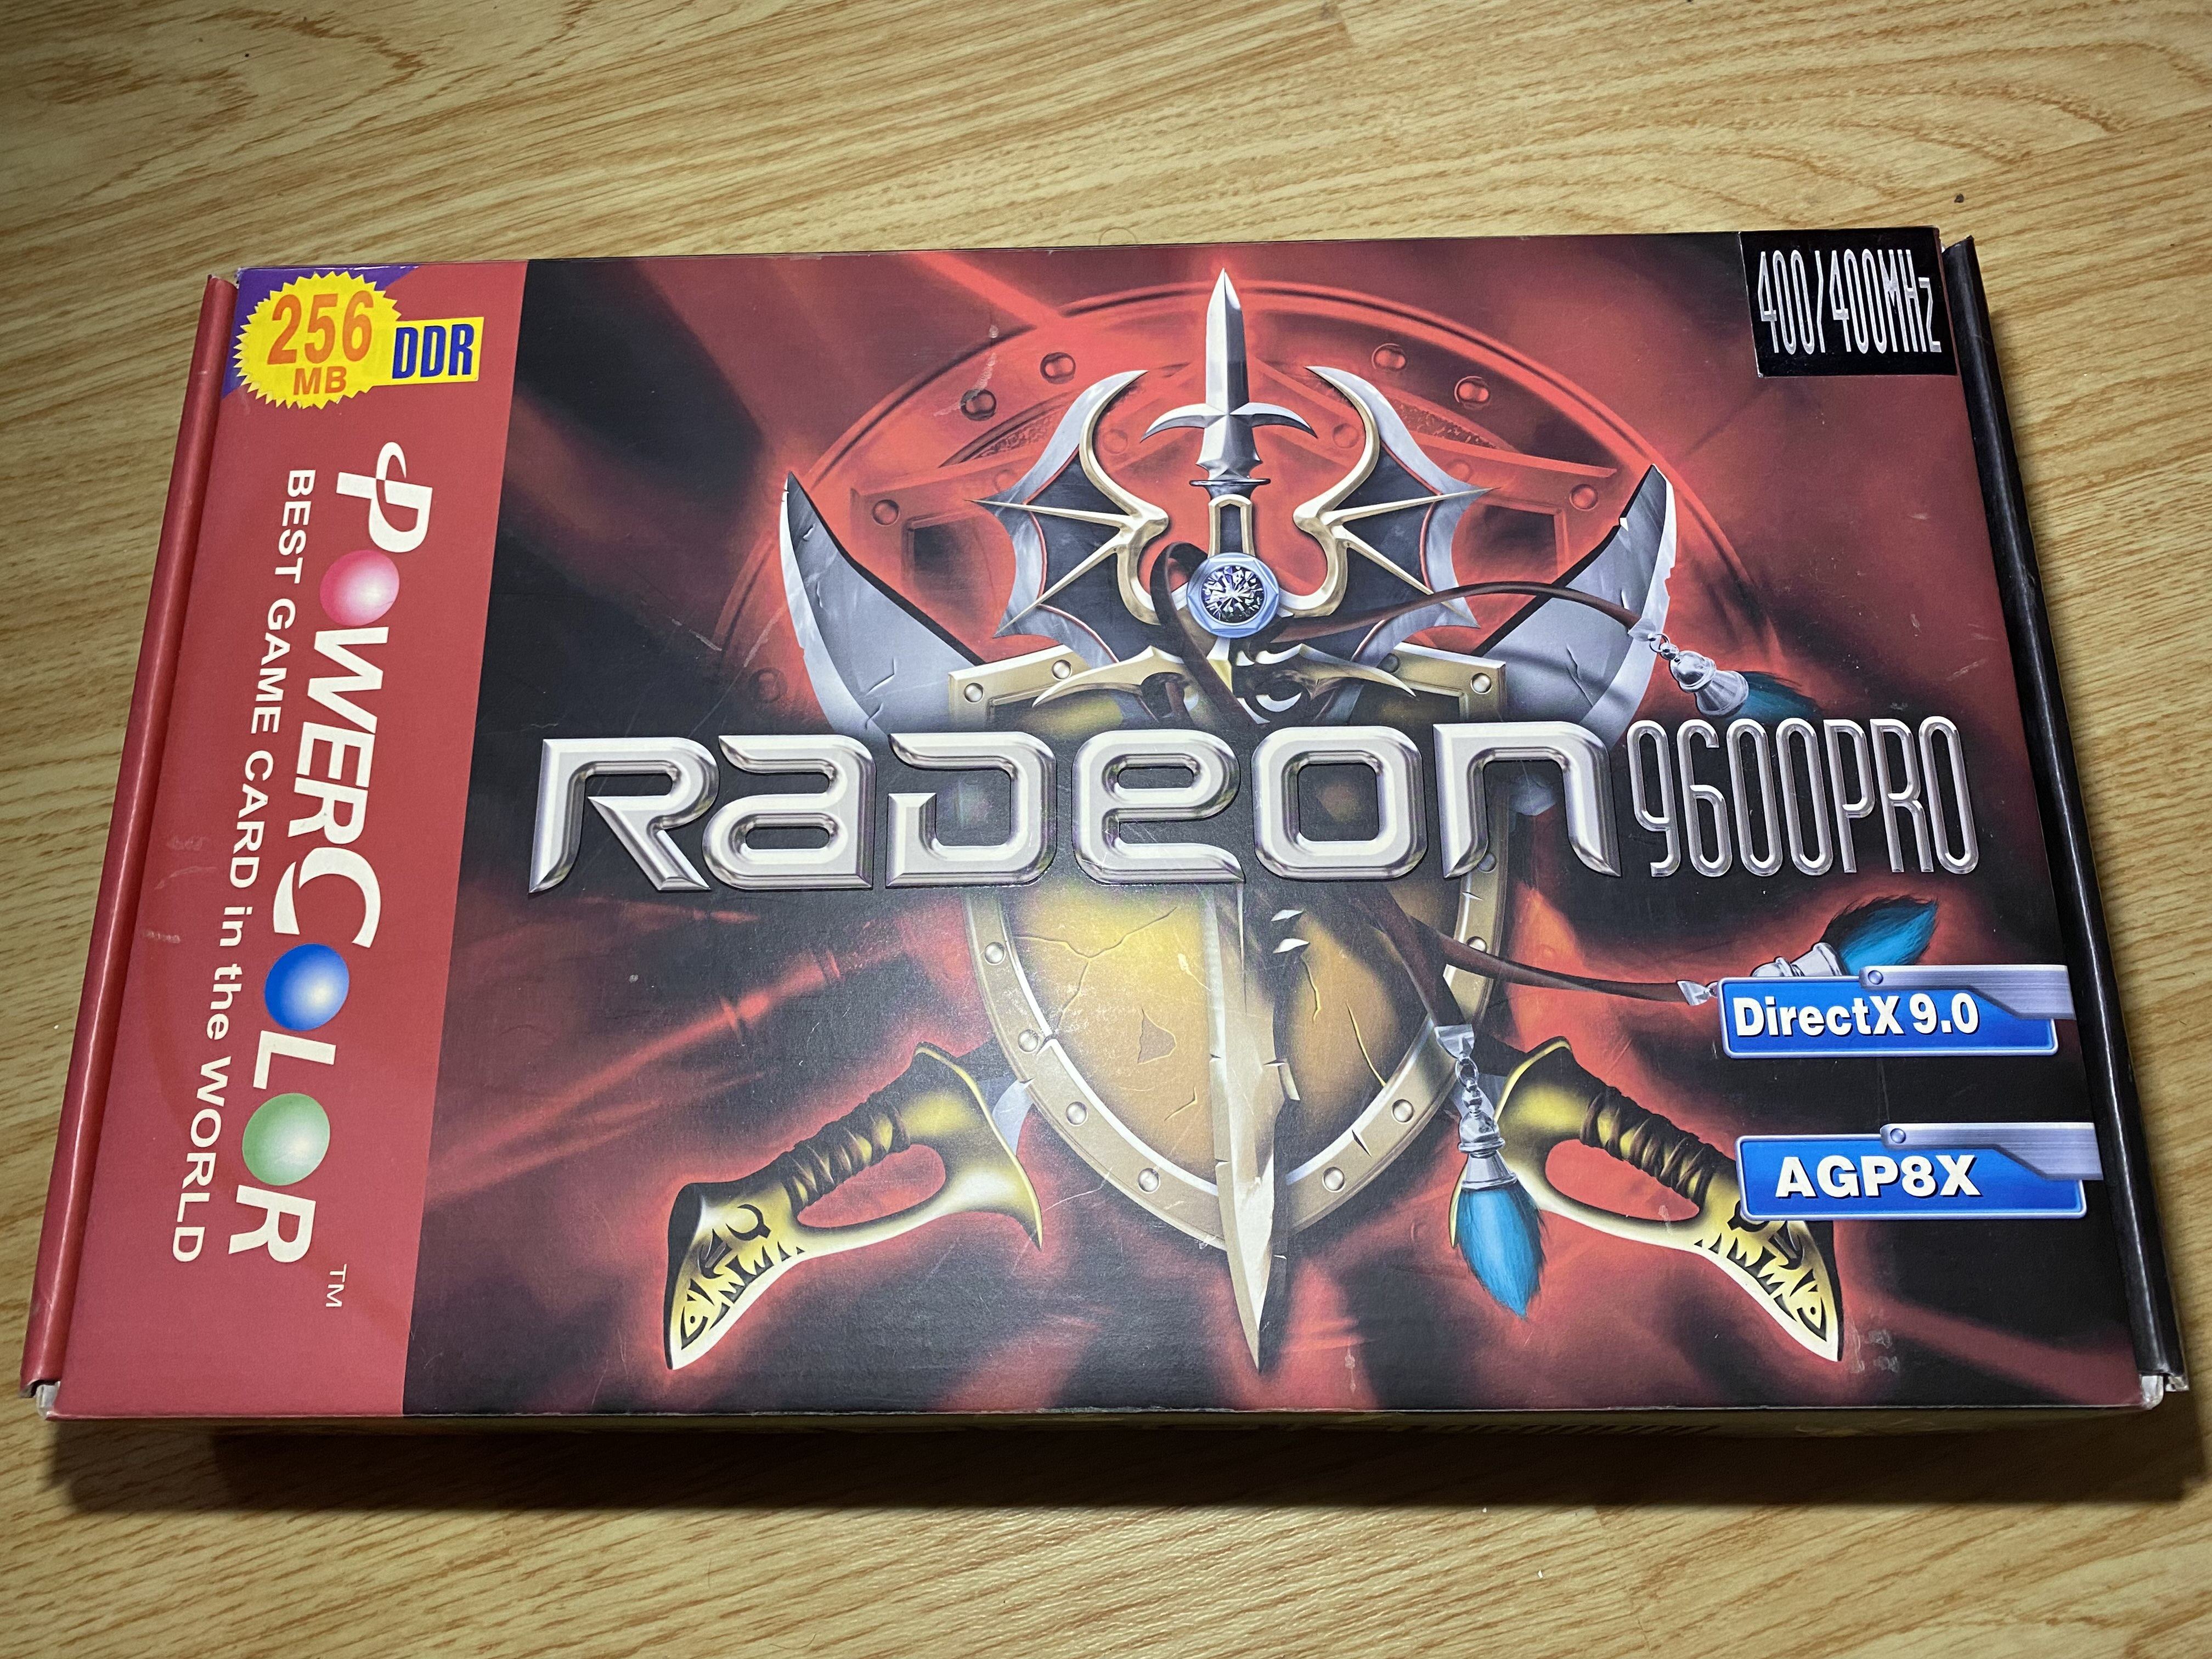 256
MB
DDR
400/400MHz
POWERCOLOR™
BEST GAME CARD in the WORLD
RADEON 9600PRO
DirectX 9.0
AGP8X